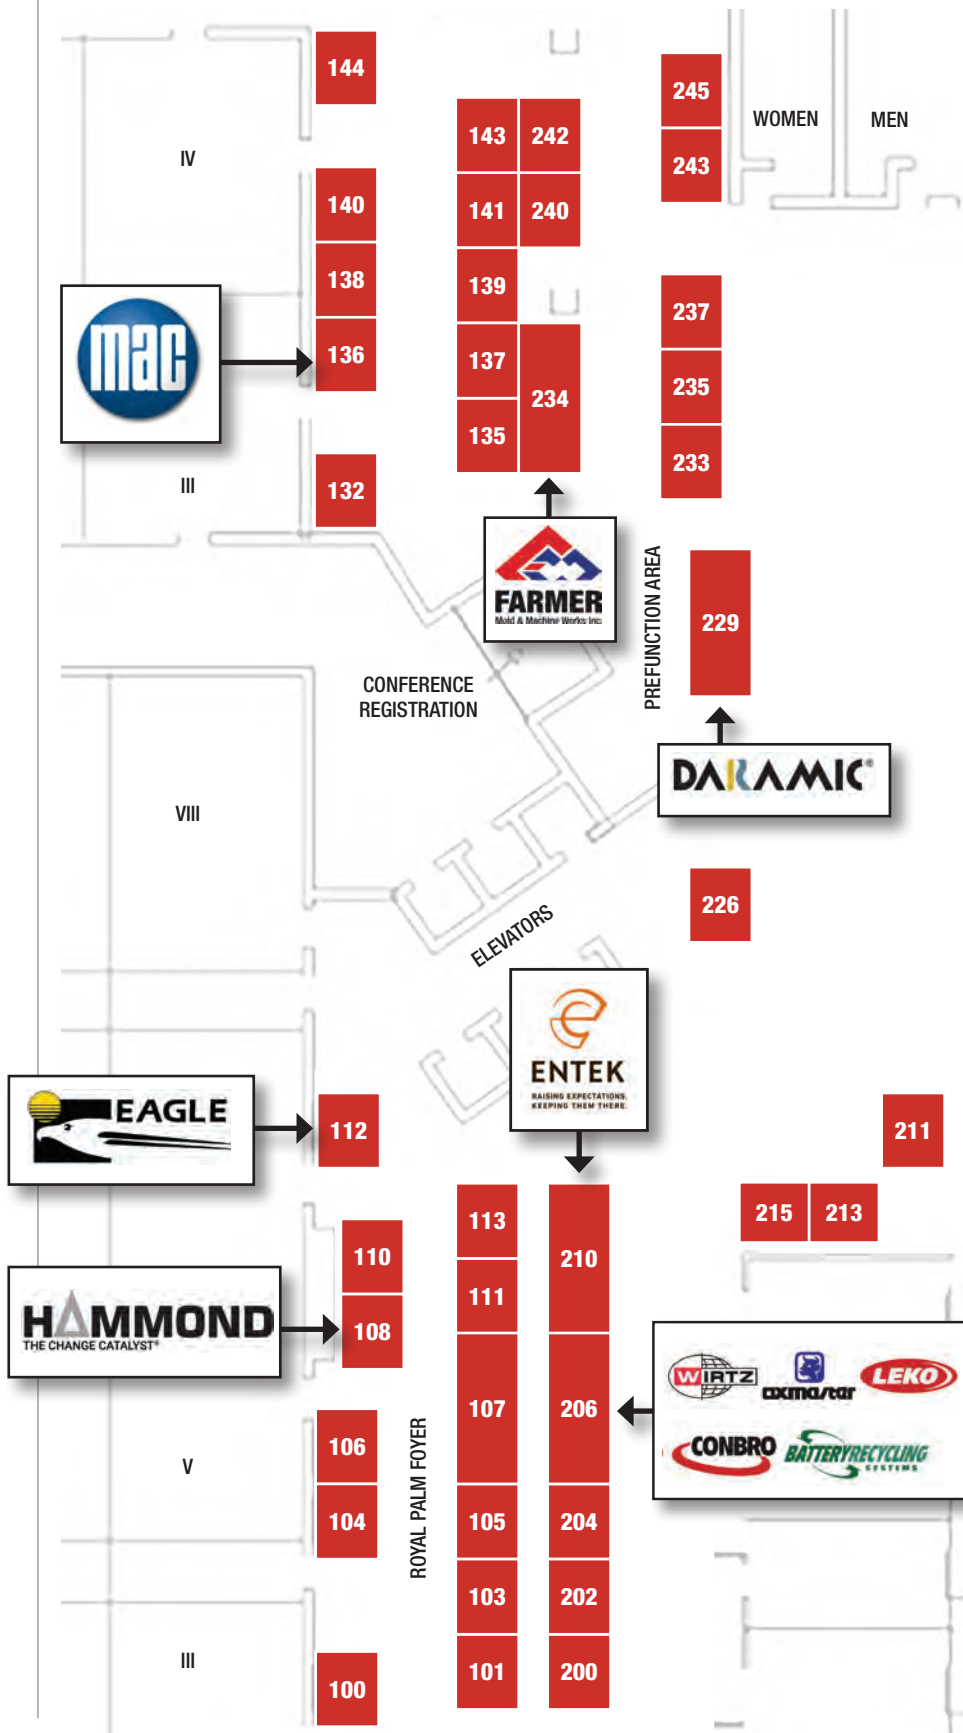 144
245
WOMEN
MEN
143
242
IV
243
140
141
240
138
139
237
mac
136
137
234
235
135
233
III
132
FARMER
Mold & Machine Works Inc.
PREFUNCTION AREA
229
CONFERENCE
REGISTRATION
DARAMIC®
VIII
226
ELEVATORS
ENTEK
RAISING EXPECTATIONS.
KEEPING THEM THERE.
EAGLE
112
211
215
213
113
210
110
111
HAMMOND
THE CHANGE CATALYST®
108
107
206
WIRTZ
oxmaster
LEKO
CONBRO
BATTERYRECYCLING
SYSTEMS
106
V
ROYAL PALM FOYER
104
105
204
103
202
III
100
101
200